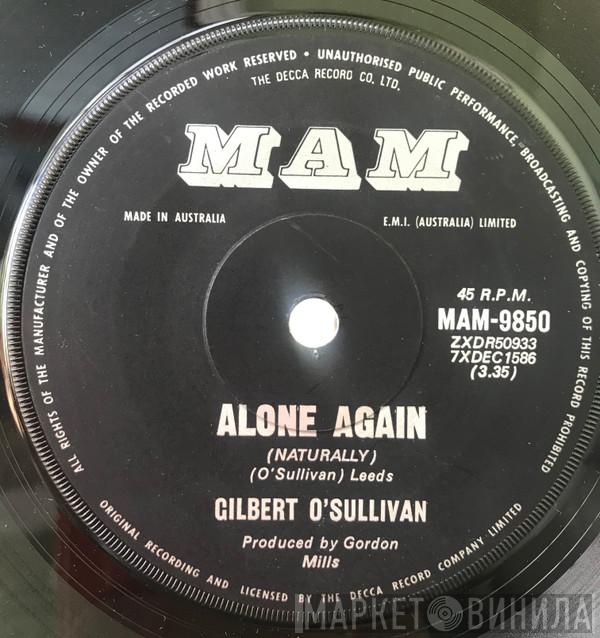 ALL RIGHTS OF THE MANUFACTURER AND OF THE OWNER OF THE RECORDED WORK RESERVED • UNAUTHORISED PUBLIC PERFORMANCE, BROADCASTING AND COPYING OF THIS RECORD PROHIBITED
THE DECCA RECORD CO. LTD.
MAM
MADE IN AUSTRALIA
E.M.I. (AUSTRALIA) LIMITED
45 R.P.M.
MAM-9850
ZXDR50933
7XDEC1586
(3.35)
ALONE AGAIN
(NATURALLY)
(O'Sullivan) Leeds
GILBERT O'SULLIVAN
Produced by Gordon
Mills
ORIGINAL RECORDING AND LICENSED BY THE DECCA RECORD COMPANY LIMITED
МАРКЕТ ВИНИЛА